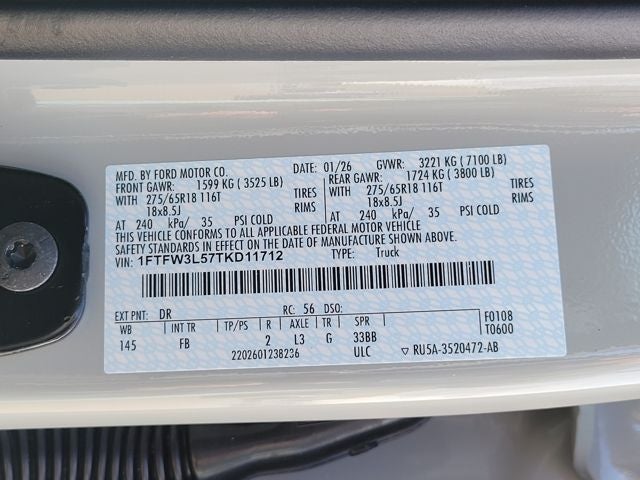 MFD. BY FORD MOTOR CO. DATE: 01/26 GVWR: 3221 KG ( 7100 LB)
FRONT GAWR: 1599 KG ( 3525 LB) REAR GAWR: 1724 KG ( 3800 LB)
WITH 275/65R18 116T TIRES WITH 275/65R18 116T TIRES
18x8.5J RIMS 18x8.5J RIMS
AT 240 kPa/ 35 PSI COLD AT 240 kPa/ 35 PSI COLD
THIS VEHICLE CONFORMS TO ALL APPLICABLE FEDERAL MOTOR VEHICLE
SAFETY STANDARDS IN EFFECT ON THE DATE OF MANUFACTURE SHOWN ABOVE.
VIN: 1FTFW3L57TKD11712 TYPE: Truck
EXT PNT: DR RC: 56 DSO: F0108
WB INT TR TP/PS R AXLE TR SPR T0600
145 FB 2 L3 G 33BB
2202601238236 ULC ▽ RU5A-3520472-AB